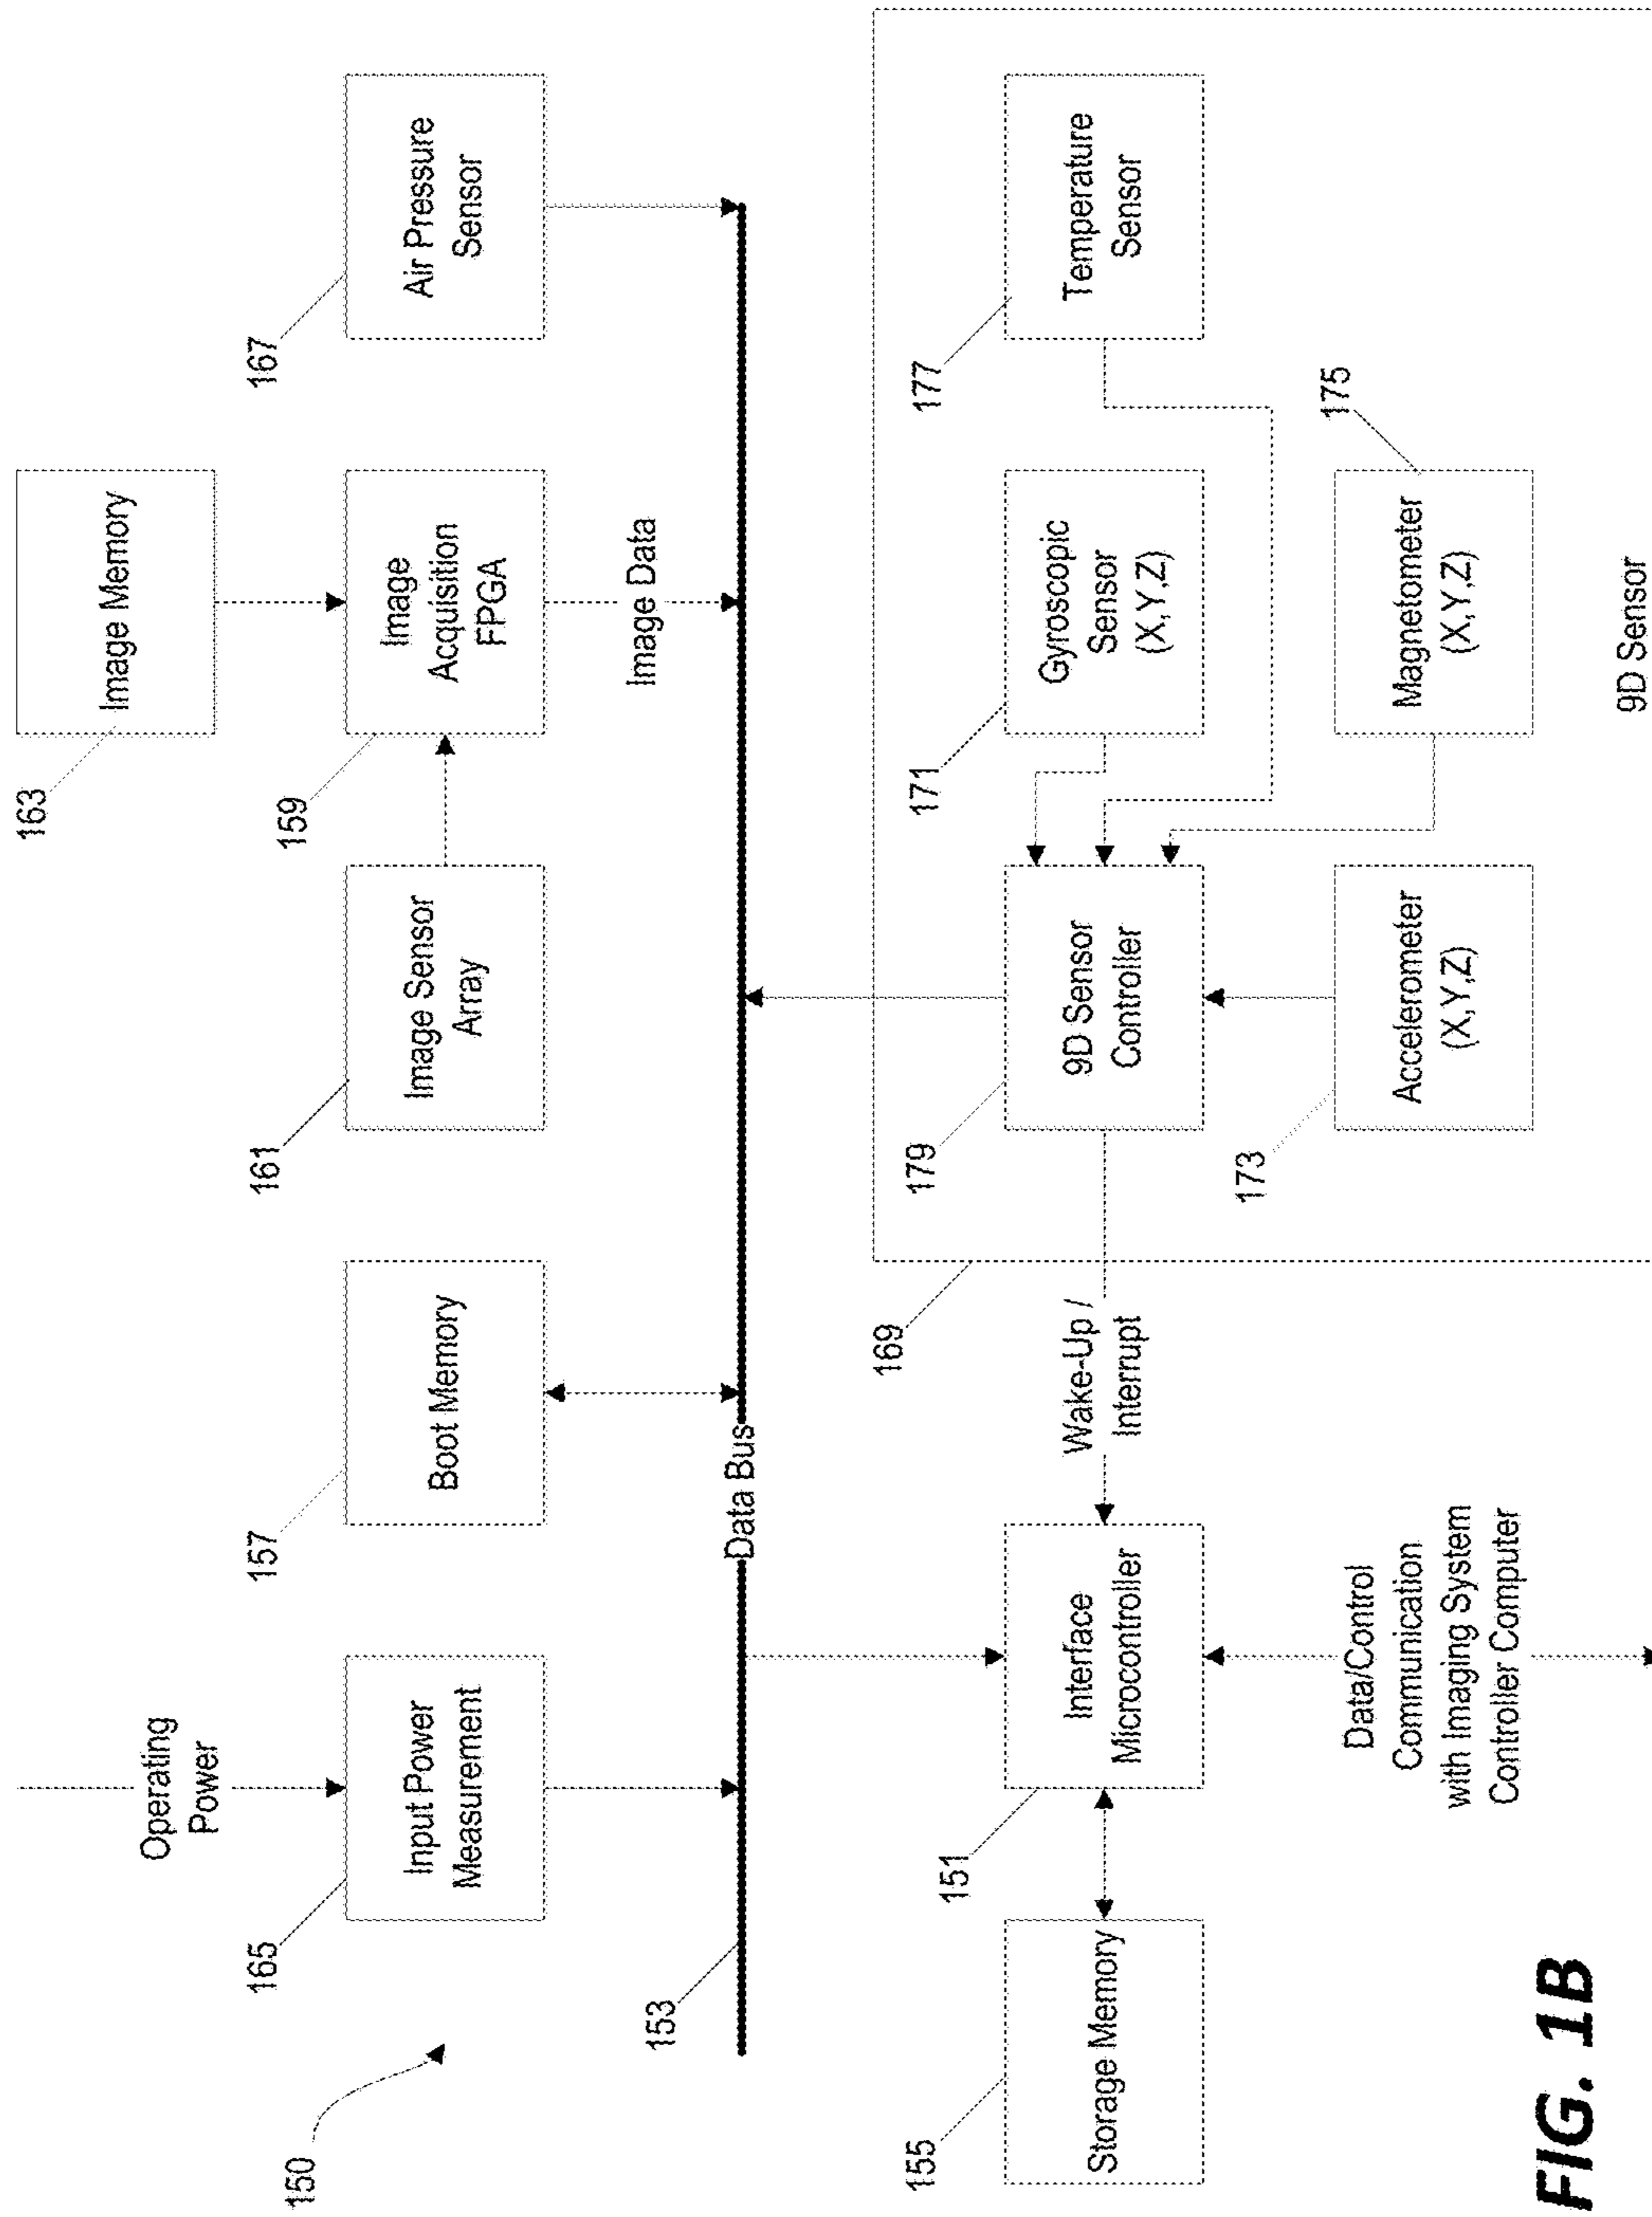 150
Operating
Power
165
Input Power
Measurement
157
Boot Memory
161
Image Sensor
Array
163
Image Memory
159
Image
Acquisition
FPGA
Image Data
167
Air Pressure
Sensor
153
Data Bus
155
Storage Memory
151
Interface
Microcontroller
Wake-Up /
Interrupt
Data/Control
Communication
with Imaging System
Controller Computer
169
179
9D Sensor
Controller
171
Gyroscopic
Sensor
(X,Y,Z)
177
Temperature
Sensor
173
Accelerometer
(X,Y,Z)
175
Magnetometer
(X,Y,Z)
9D Sensor
FIG. 1B